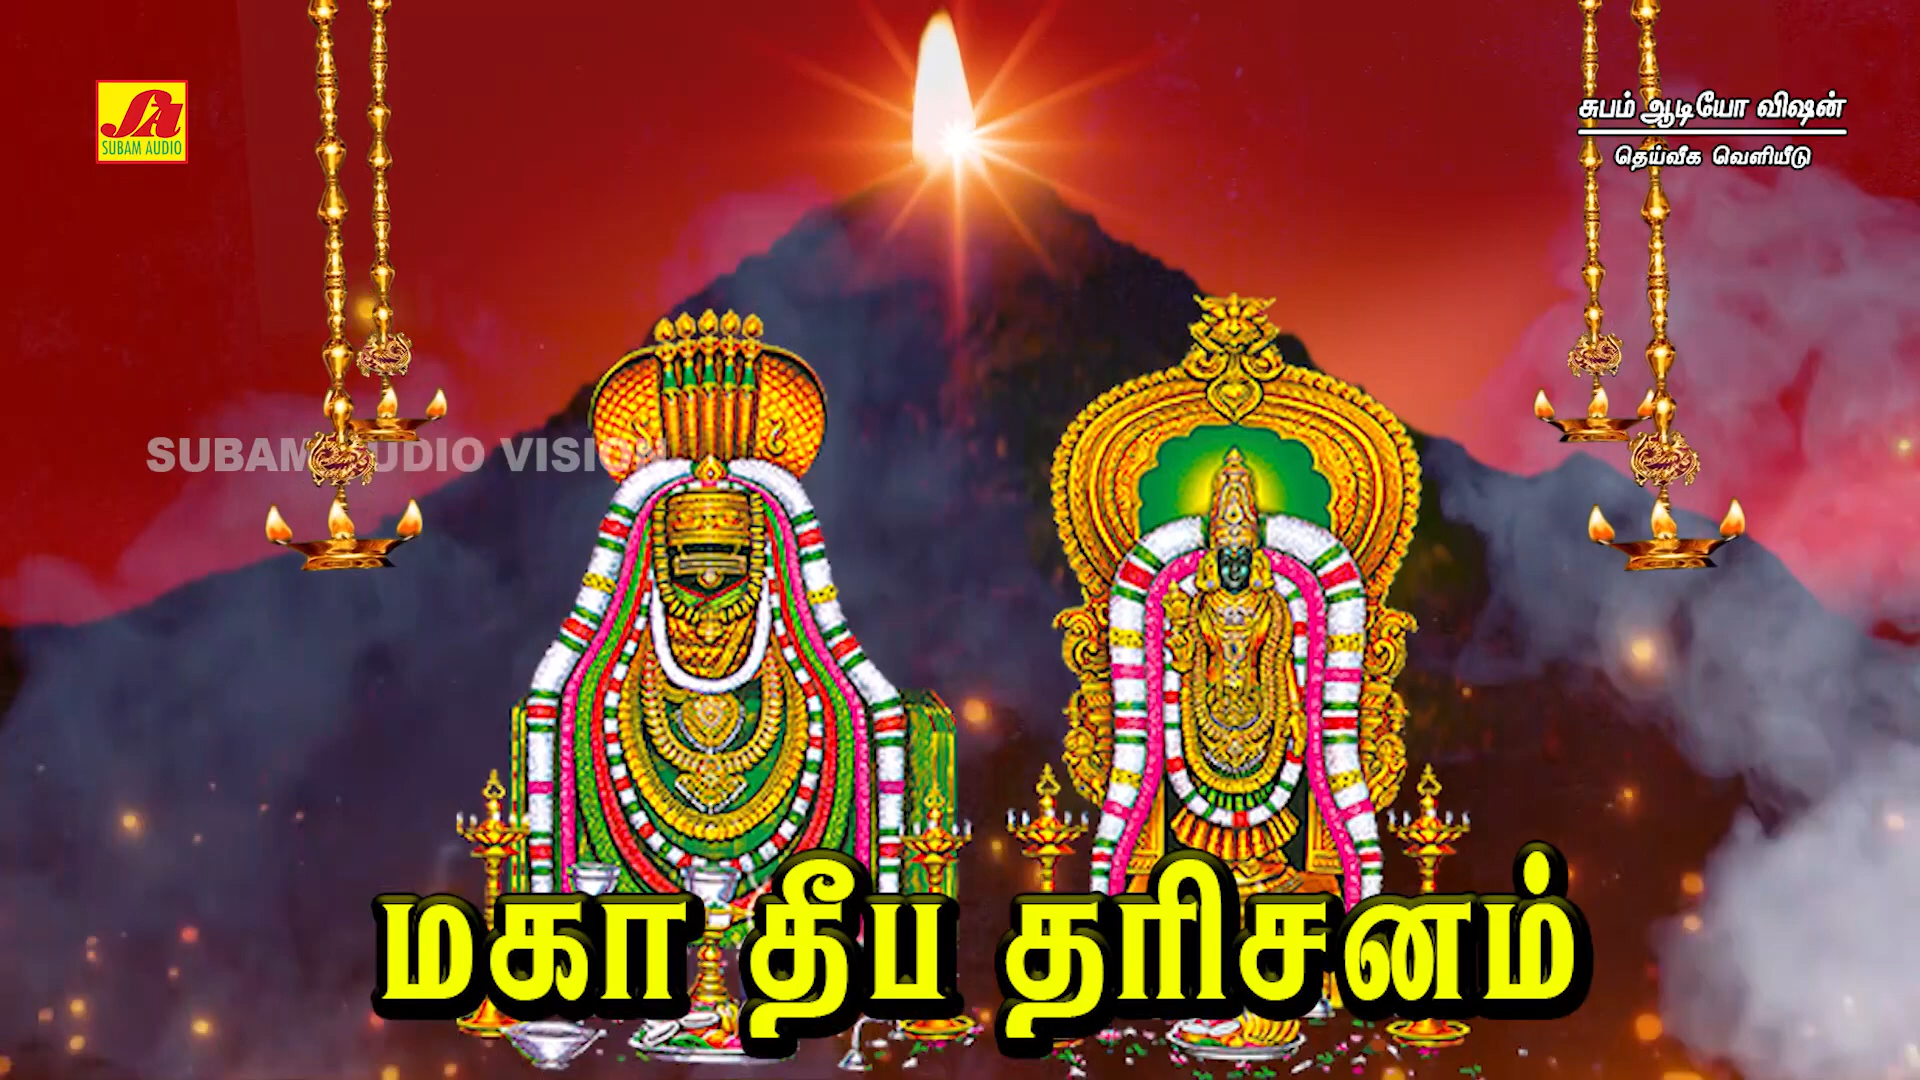 SUBAM AUDIO
சுபம் ஆடியோ விஷன்
தெய்வீக வெளியீடு
SUBAM AUDIO VISION
மகா தீப தரிசனம்